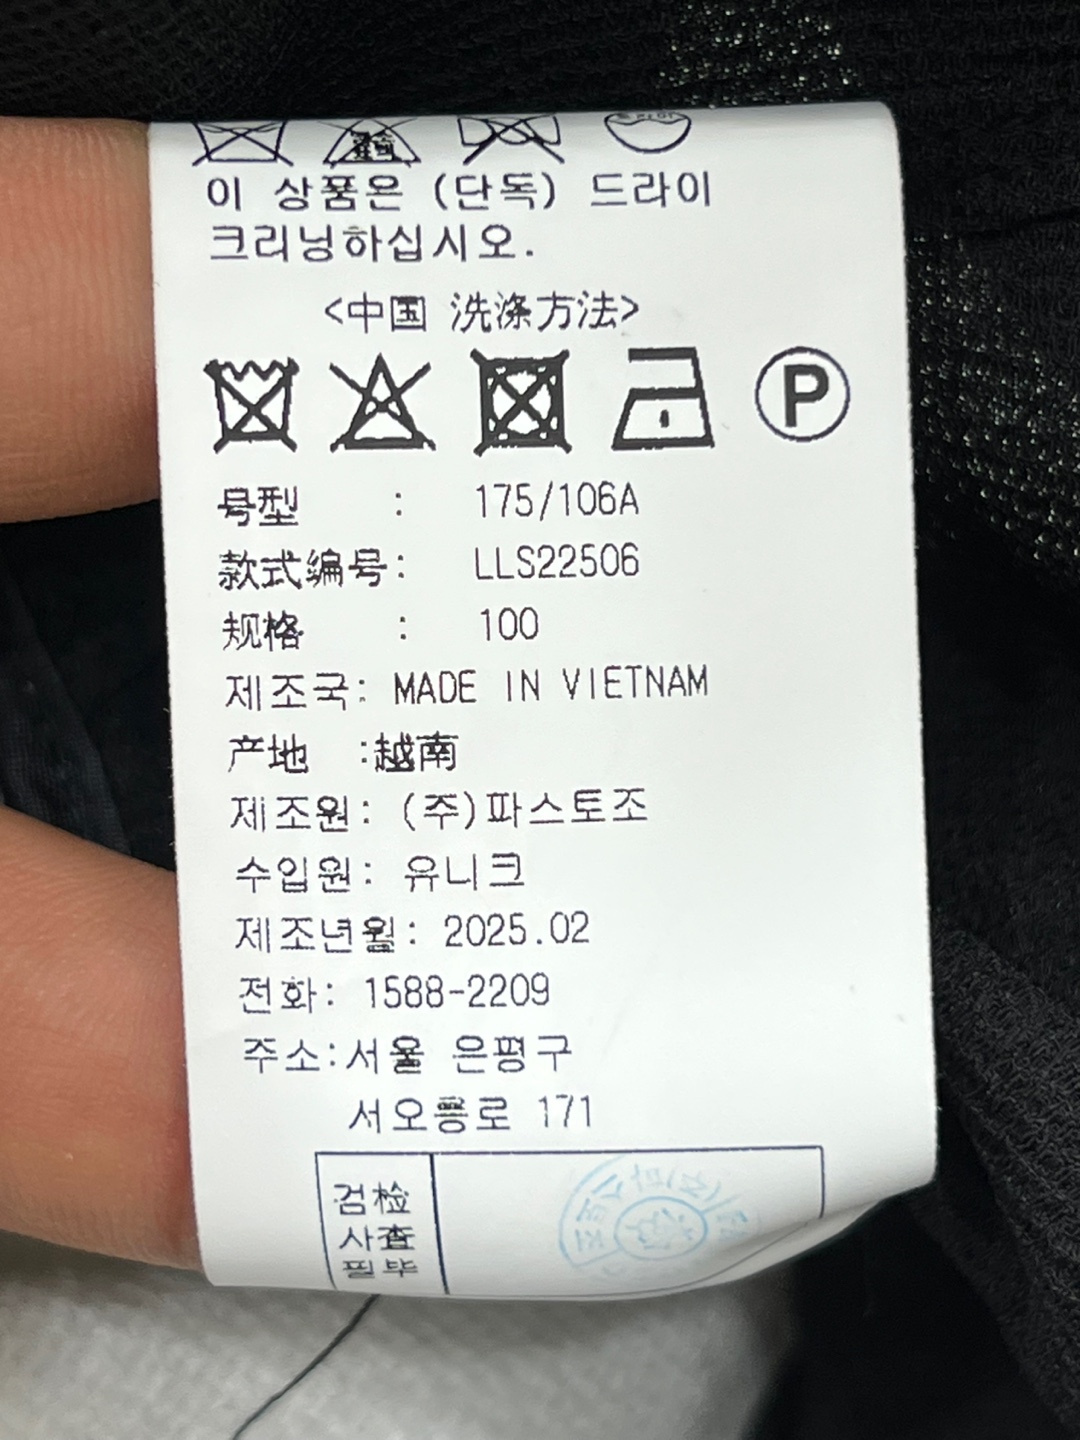 이 상품은 (단독) 드라이
크리닝하십시오.
<中国 洗涤方法>
P
号型 : 175/106A
款式编号: LLS22506
规格 : 100
제조국: MADE IN VIETNAM
产地 :越南
제조원: (주)파스토조
수입원: 유니크
제조년월: 2025.02
전화: 1588-2209
주소:서울 은평구
서오릉로 171
검检
사查
필毕